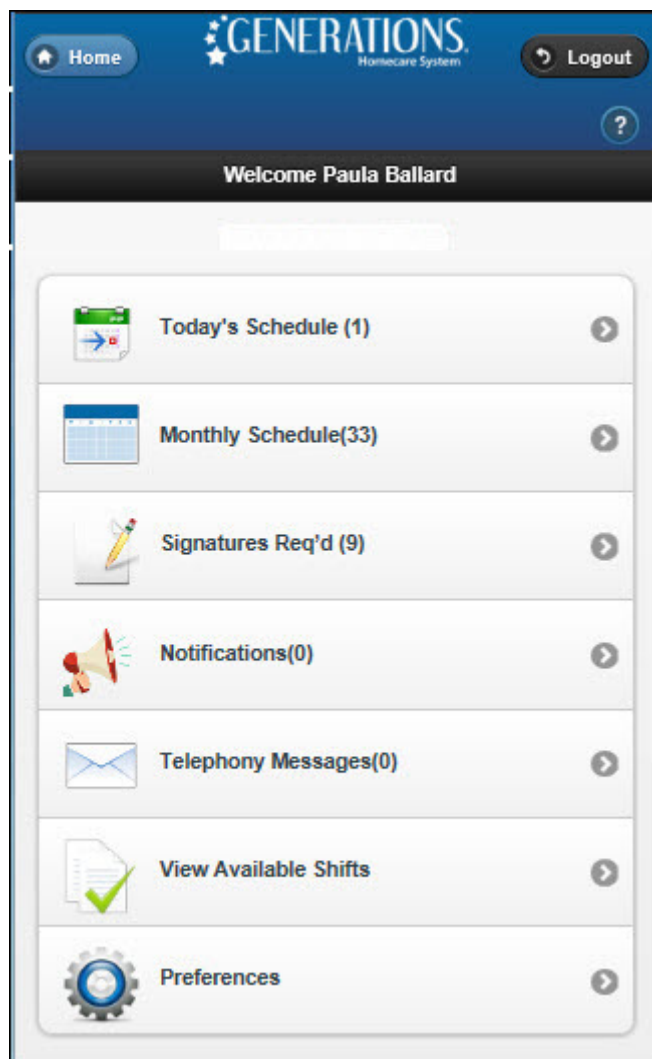 Home
GENERATIONS.
Homecare System
Logout
?
Welcome Paula Ballard
Today's Schedule (1)
Monthly Schedule(33)
Signatures Req’d (9)
Notifications(0)
Telephony Messages(0)
View Available Shifts
Preferences